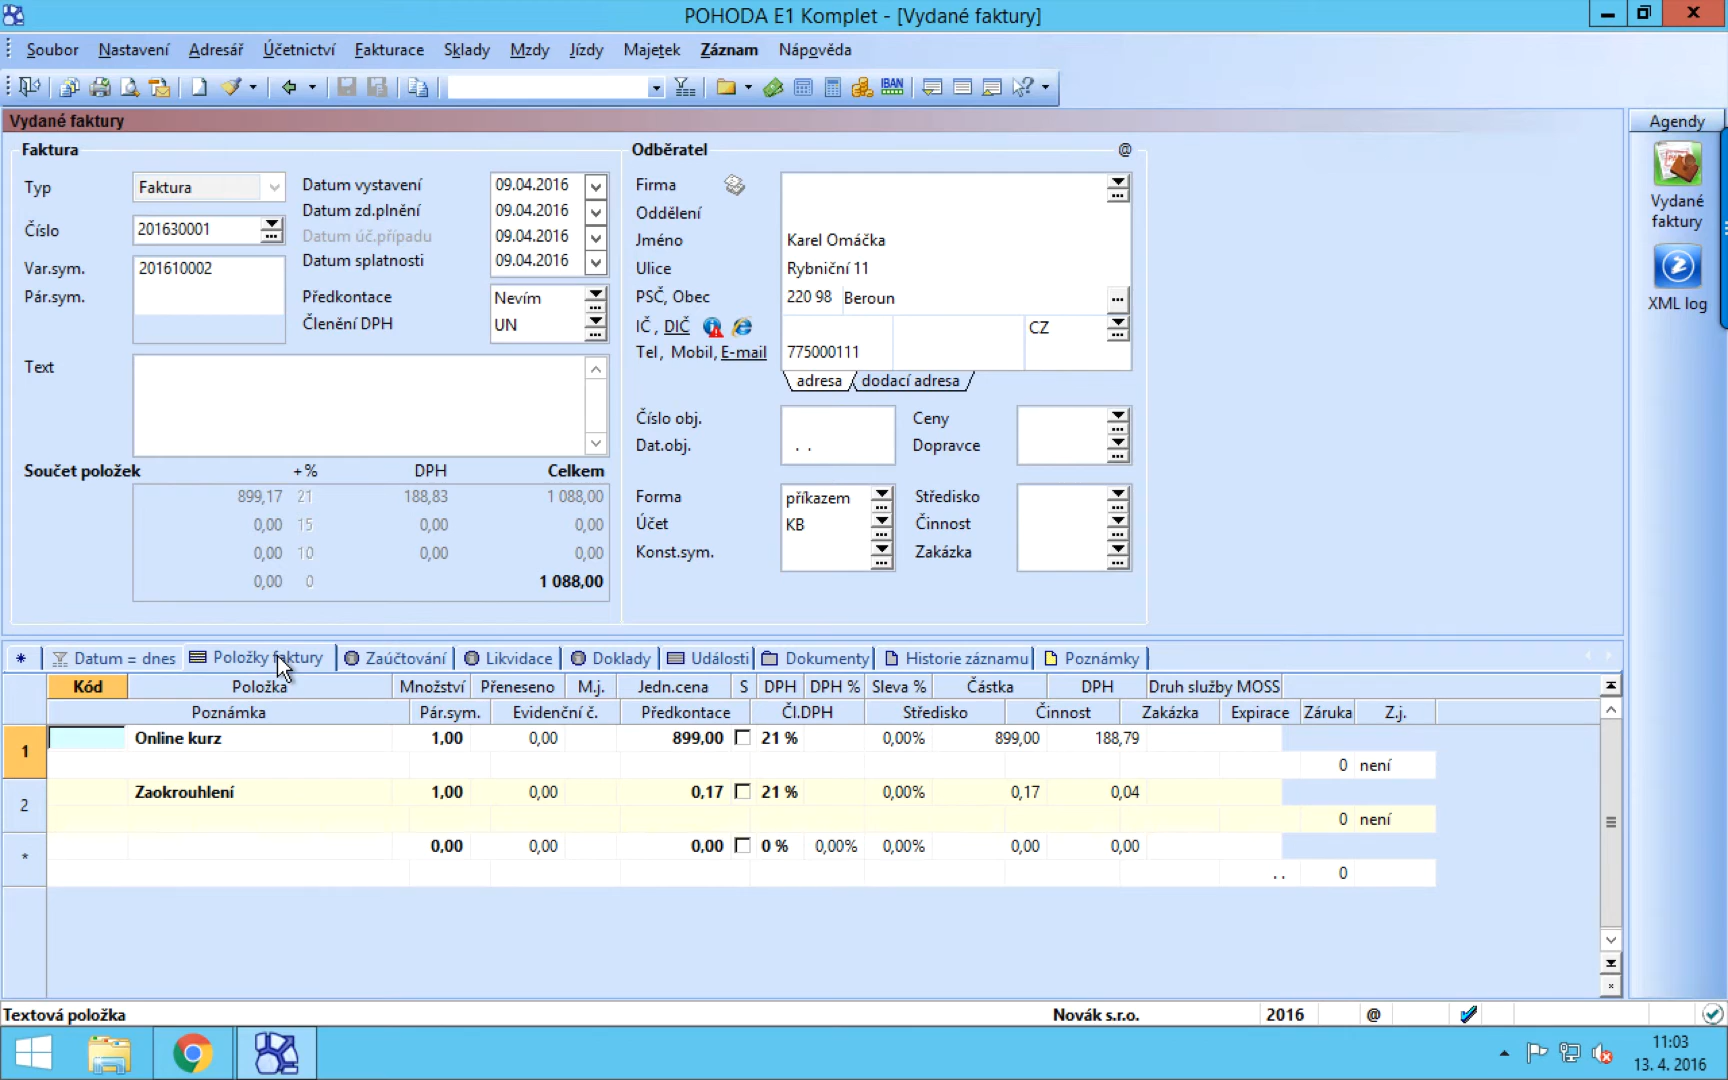 POHODA E1 Komplet - [Vydané faktury]
Soubor Nastavení Adresář Účetnictví Fakturace Sklady Mzdy Jízdy Majetek Záznam Nápověda
IBAN
Vydané faktury
Agendy
Faktura
Odběratel @
Typ Faktura
Datum vystavení 09.04.2016
Firma
Datum zd.plnění 09.04.2016
Oddělení
Vydané
faktury
Číslo 201630001
Datum úč.případu 09.04.2016
Jméno Karel Omáčka
Var.sym. 201610002
Datum splatnosti 09.04.2016
Ulice Rybniční 11
Pár.sym.
Předkontace Nevím
PSČ, Obec 220 98 Beroun
XML log
Členění DPH UN
IČ, DIČ CZ
Tel, Mobil, E-mail 775000111
Text
adresa dodací adresa
Číslo obj. Ceny
Dat.obj. . . Dopravce
Součet položek +% DPH Celkem
899,17 21 188,83 1 088,00
Forma příkazem Středisko
0,00 15 0,00 0,00
Účet KB Činnost
0,00 10 0,00 0,00
Konst.sym. Zakázka
0,00 0 1 088,00
* Datum = dnes Položky faktury Zaúčtování Likvidace Doklady Události Dokumenty Historie záznamu Poznámky
Kód Položka Množství Přeneseno M.j. Jedn.cena S DPH DPH % Sleva % Částka DPH Druh služby MOSS
Poznámka Pár.sym. Evidenční č. Předkontace Čl.DPH Středisko Činnost Zakázka Expirace Záruka Z.j.
1 Online kurz 1,00 0,00 899,00 21 % 0,00% 899,00 188,79
0 není
2 Zaokrouhlení 1,00 0,00 0,17 21 % 0,00% 0,17 0,04
0 není
* 0,00 0,00 0,00 0 % 0,00% 0,00% 0,00 0,00
. . 0
Textová položka Novák s.r.o. 2016 @
11:03
13. 4. 2016